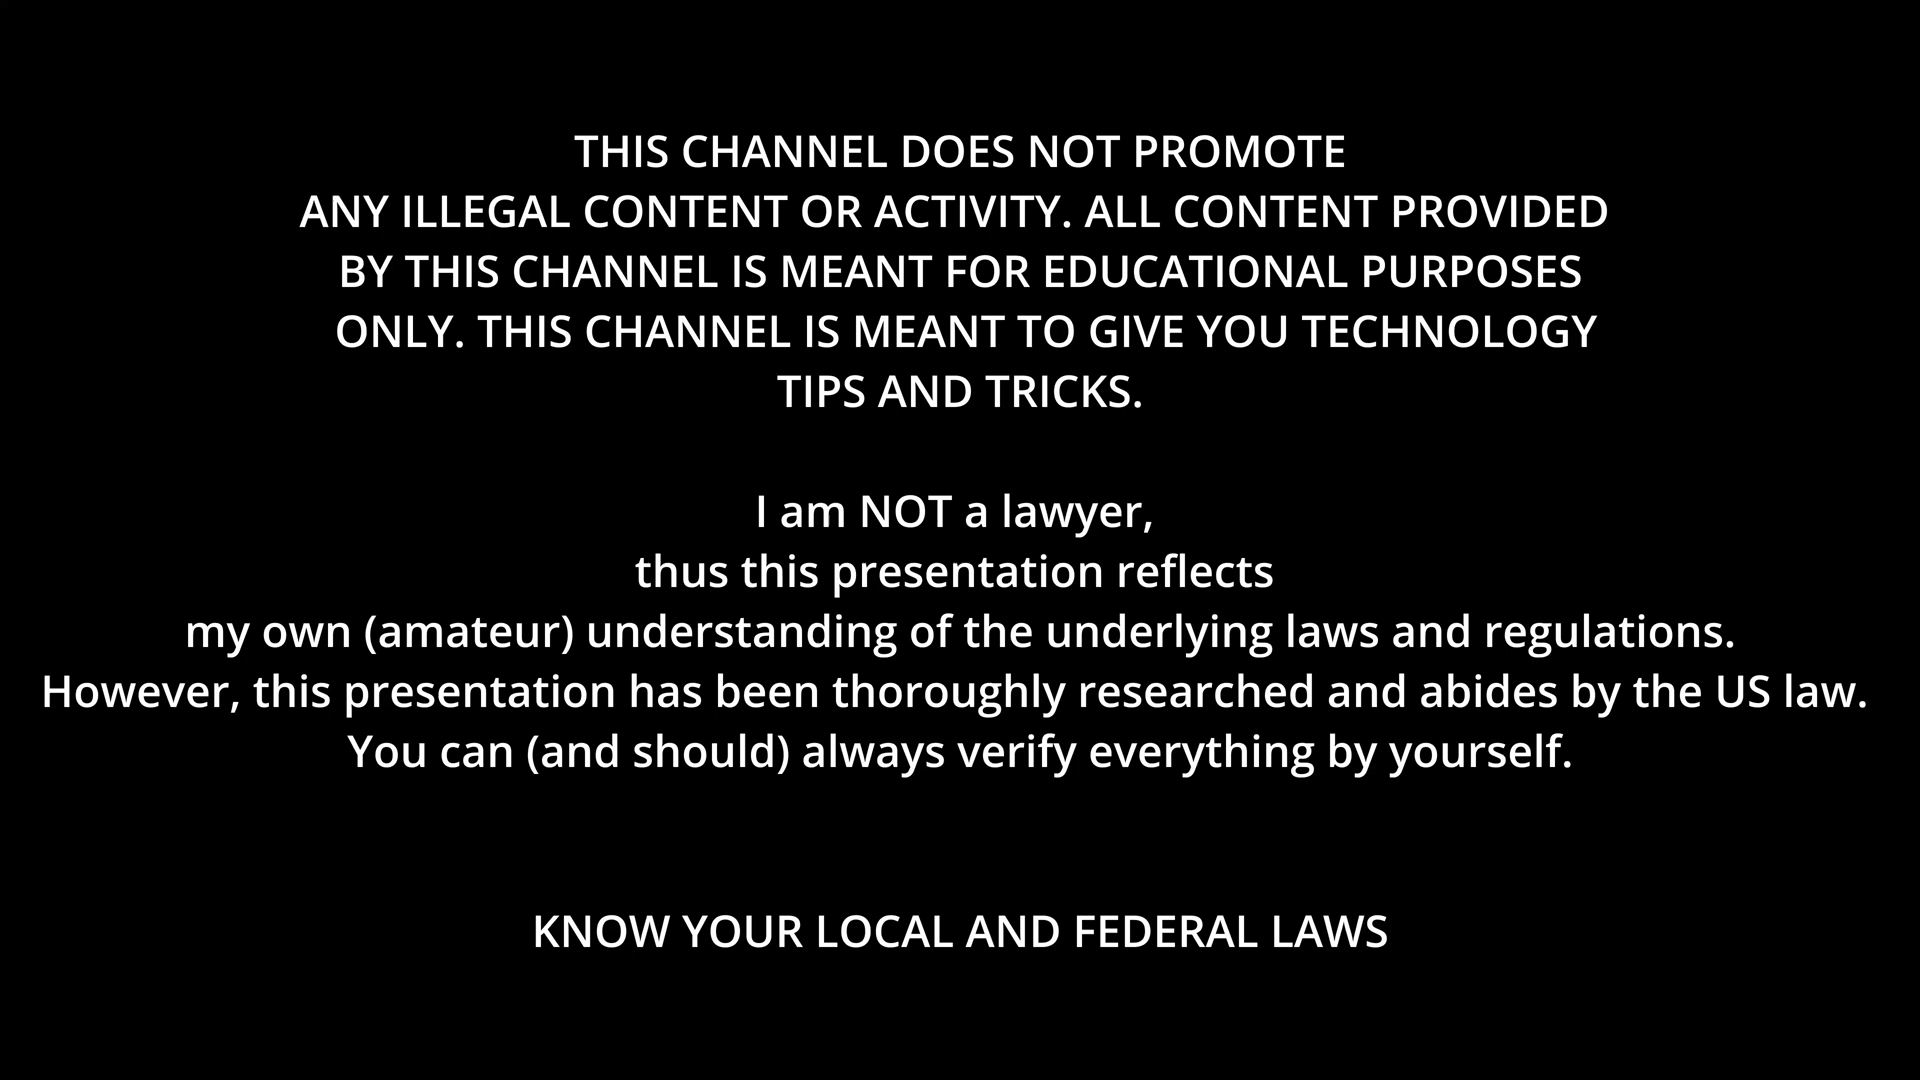 THIS CHANNEL DOES NOT PROMOTE
ANY ILLEGAL CONTENT OR ACTIVITY. ALL CONTENT PROVIDED
BY THIS CHANNEL IS MEANT FOR EDUCATIONAL PURPOSES
ONLY. THIS CHANNEL IS MEANT TO GIVE YOU TECHNOLOGY
TIPS AND TRICKS.
I am NOT a lawyer,
thus this presentation reflects
my own (amateur) understanding of the underlying laws and regulations.
However, this presentation has been thoroughly researched and abides by the US law.
You can (and should) always verify everything by yourself.
KNOW YOUR LOCAL AND FEDERAL LAWS